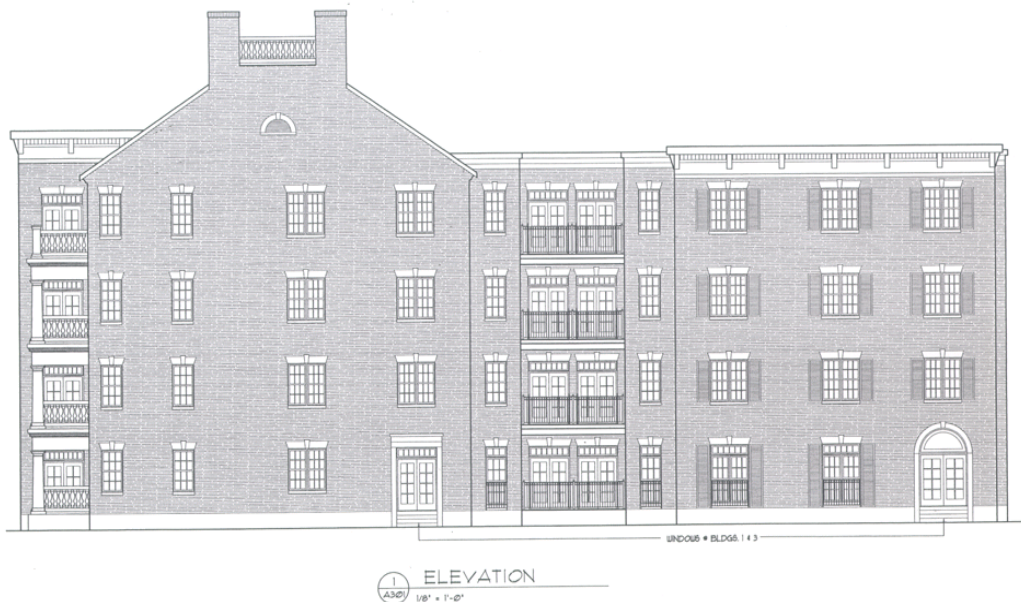 WINDOWS @ BLDGS. 1 & 3
1
ELEVATION
A301
1/8" = 1'-0"